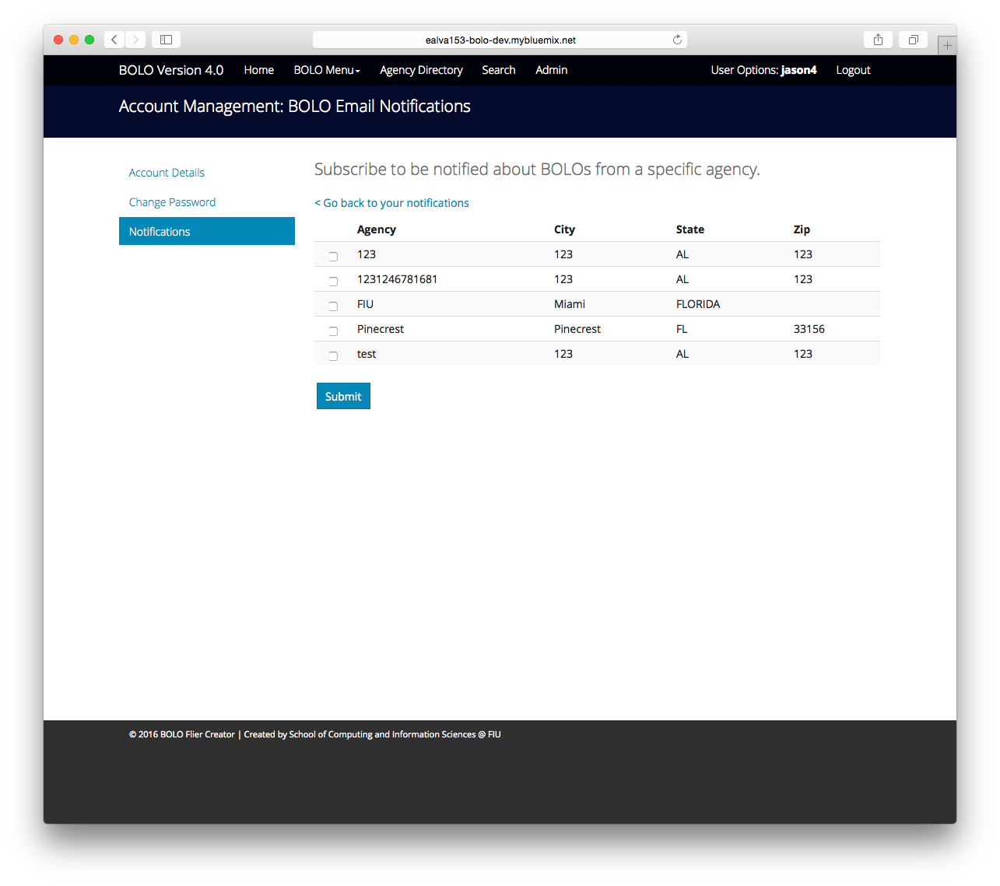 ealva153-bolo-dev.mybluemix.net
BOLO Version 4.0 Home BOLO Menu Agency Directory Search Admin User Options: jason4 Logout
Account Management: BOLO Email Notifications
Account Details
Change Password
Notifications
Subscribe to be notified about BOLOs from a specific agency.
< Go back to your notifications
Agency City State Zip
123 123 AL 123
1231246781681 123 AL 123
FIU Miami FLORIDA
Pinecrest Pinecrest FL 33156
test 123 AL 123
Submit
© 2016 BOLO Flier Creator | Created by School of Computing and Information Sciences @ FIU